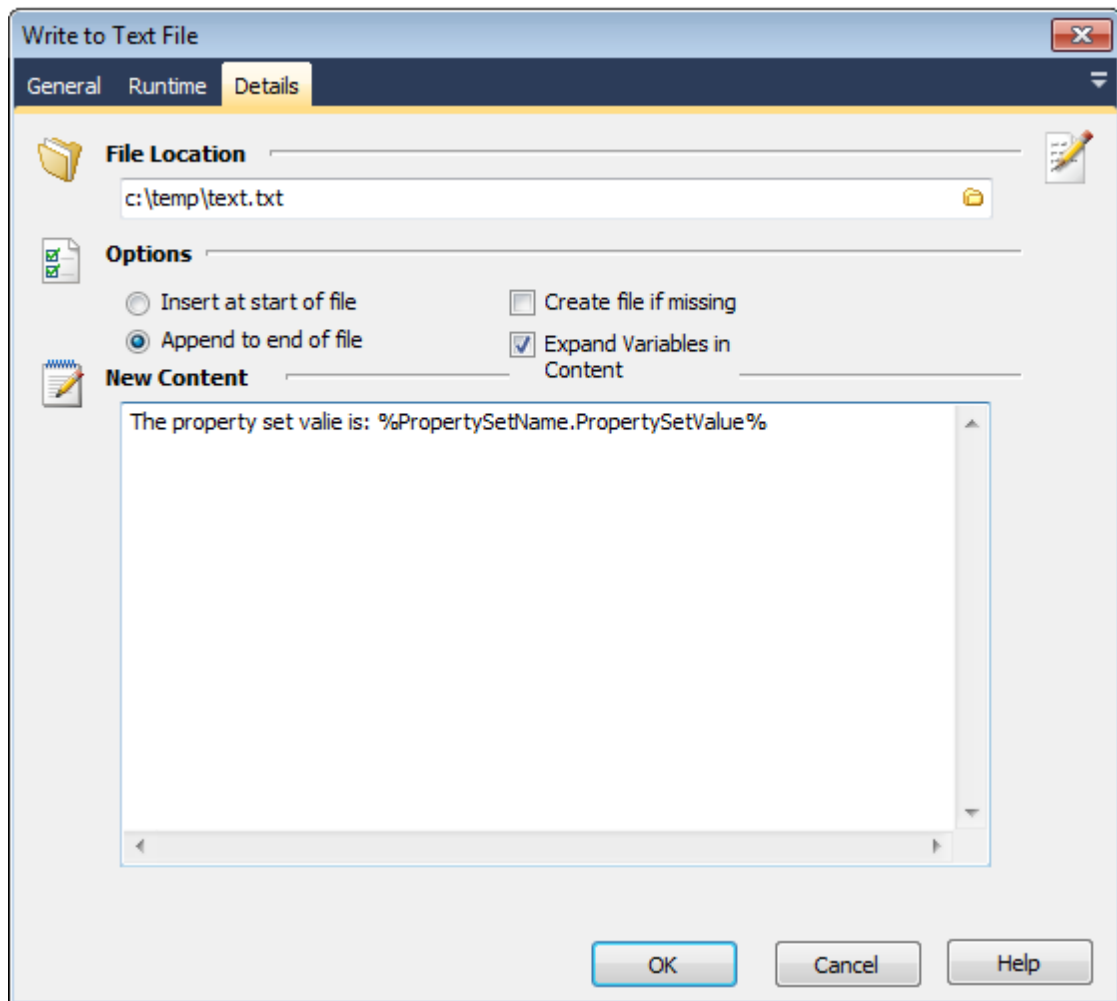 Write to Text File
General Runtime Details
File Location
c:\temp\text.txt
Options
Insert at start of file
Create file if missing
Append to end of file
Expand Variables in
Content
New Content
The property set valie is: %PropertySetName.PropertySetValue%
OK Cancel Help